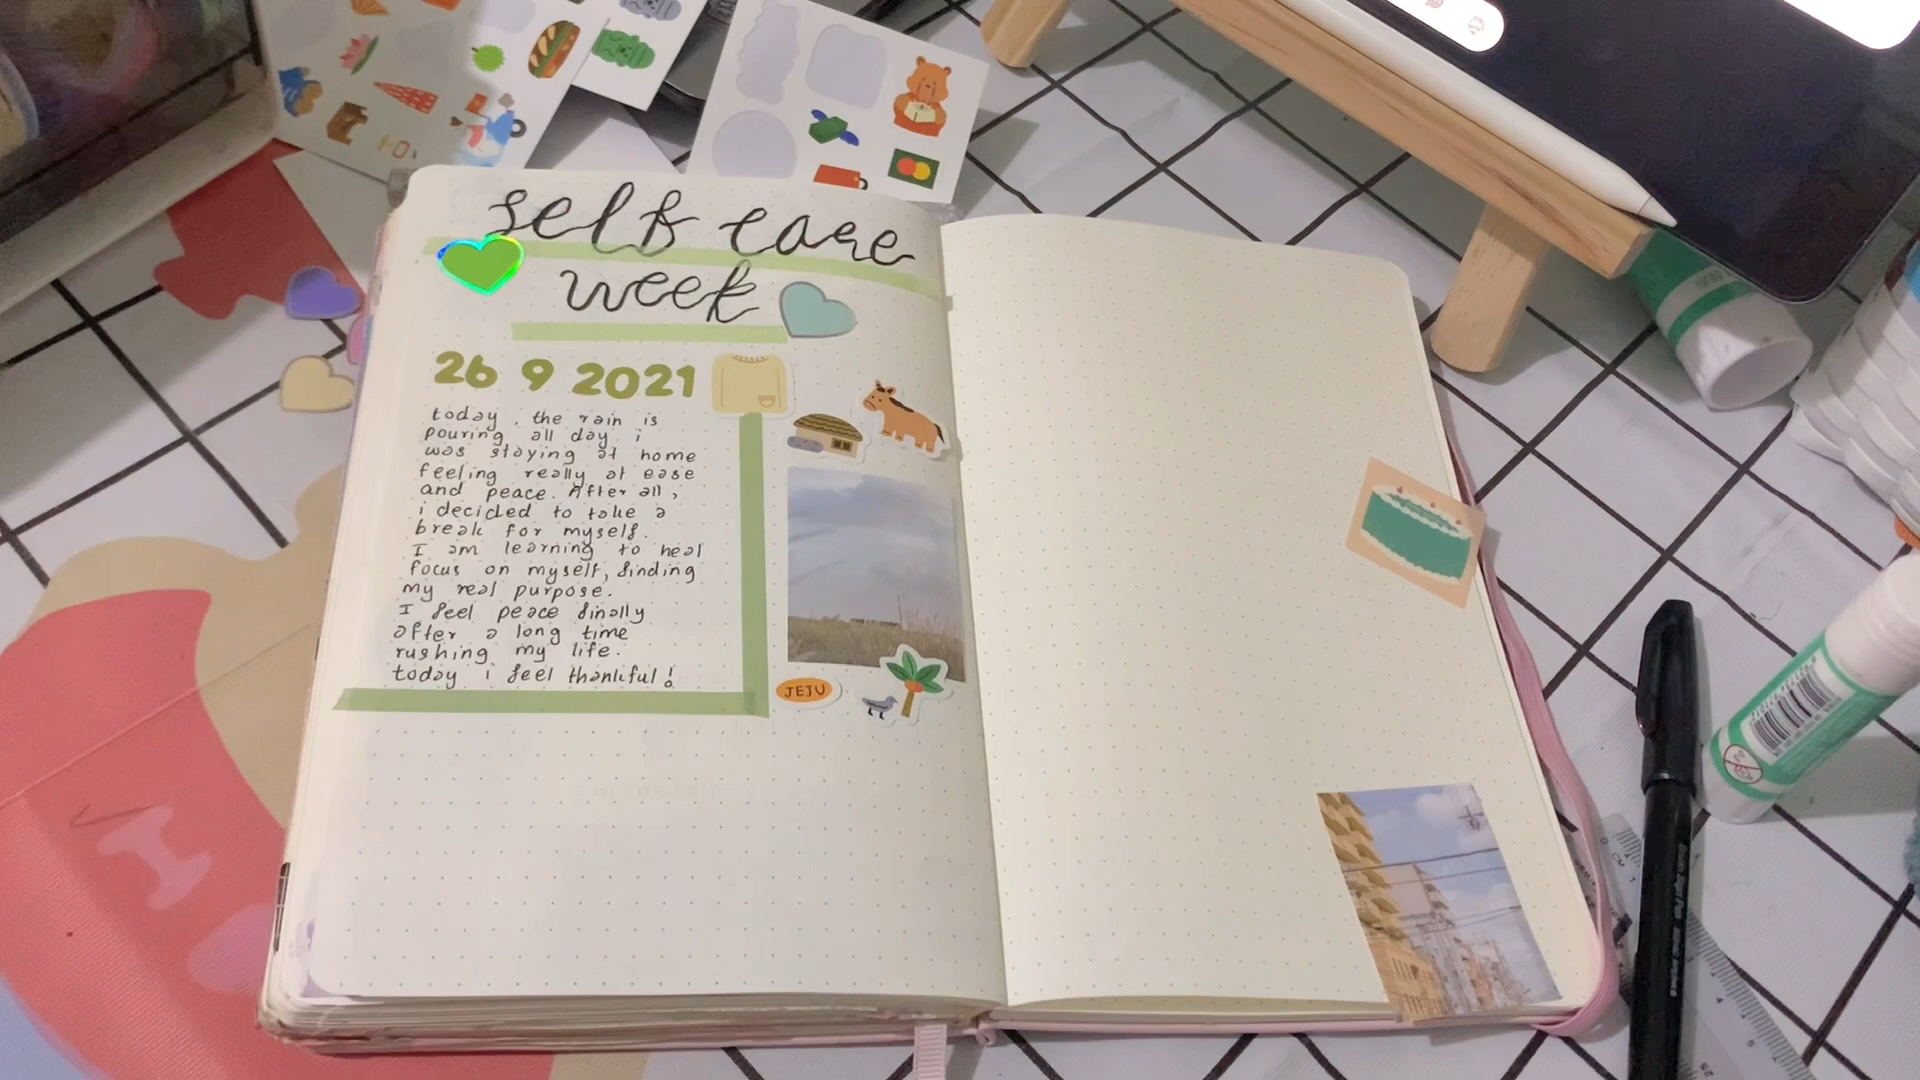 self care
week
26 9 2021
today, the rain is
pouring all day i
was staying at home
feeling really at ease
and peace. After all,
i decided to take a
break for myself.
I am learning to heal
focus on myself, finding
my real purpose.
I feel peace finally
after a long time
rushing my life.
today i feel thankful!
JEJU